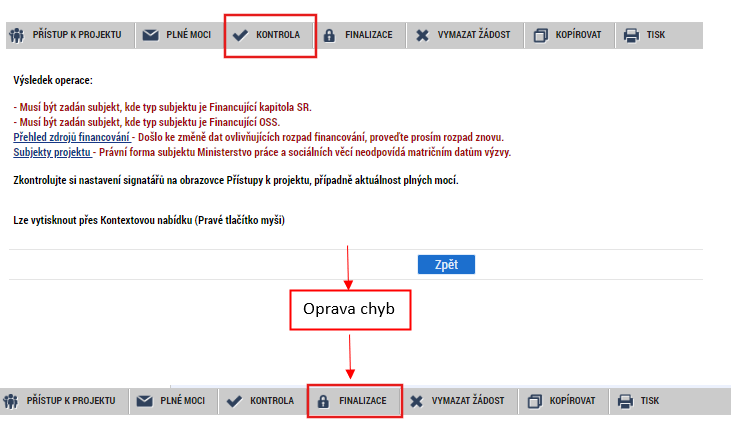 PŘÍSTUP K PROJEKTU PLNÉ MOCI KONTROLA FINALIZACE VYMAZAT ŽÁDOST KOPÍROVAT TISK
Výsledek operace:
- Musí být zadán subjekt, kde typ subjektu je Financující kapitola SR.
- Musí být zadán subjekt, kde typ subjektu je Financující OSS.
Přehled zdrojů financování - Došlo ke změně dat ovlivňujících rozpad financování, proveďte prosím rozpad znovu.
Subjekty projektu - Právní forma subjektu Ministerstvo práce a sociálních věcí neodpovídá matričním datům výzvy.
Zkontrolujte si nastavení signatářů na obrazovce Přístupy k projektu, případně aktuálnost plných mocí.
Lze vytisknout přes Kontextovou nabídku (Pravé tlačítko myši)
Zpět
Oprava chyb
PŘÍSTUP K PROJEKTU PLNÉ MOCI KONTROLA FINALIZACE VYMAZAT ŽÁDOST KOPÍROVAT TISK